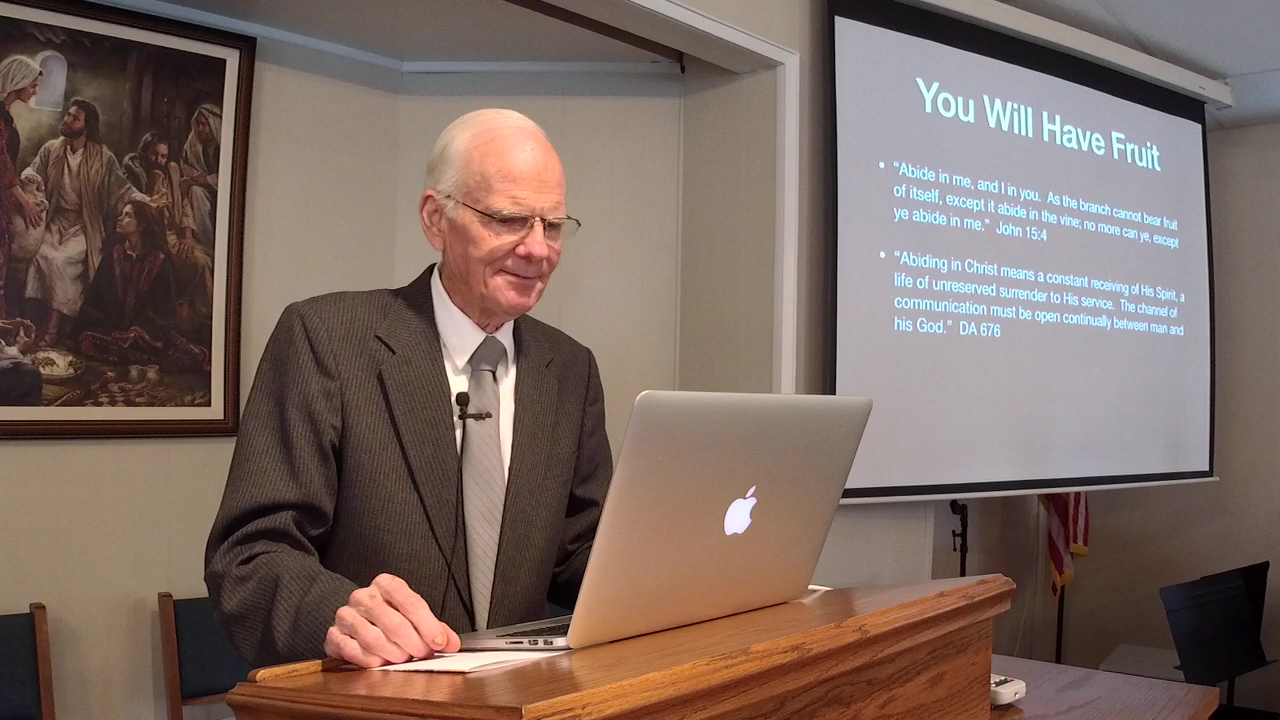 You Will Have Fruit
• “Abide in me, and I in you. As the branch cannot bear fruit
of itself, except it abide in the vine; no more can ye, except
ye abide in me.” John 15:4
• “Abiding in Christ means a constant receiving of His Spirit, a
life of unreserved surrender to His service. The channel of
communication must be open continually between man and
his God.” DA 676